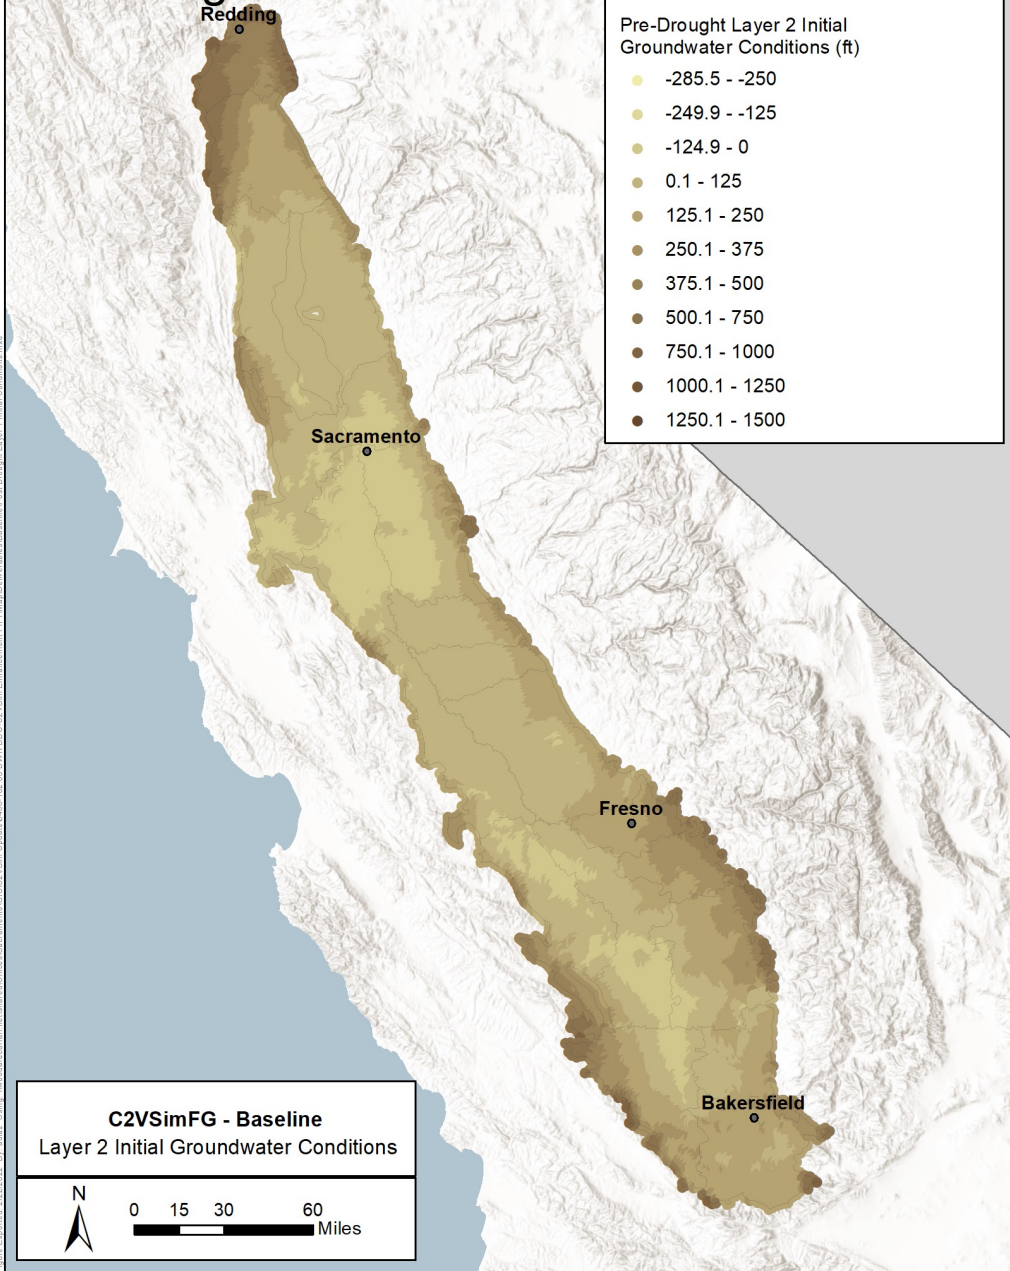 Redding
Pre-Drought Layer 2 Initial
Groundwater Conditions (ft)
-285.5 - -250
-249.9 - -125
-124.9 - 0
0.1 - 125
125.1 - 250
250.1 - 375
375.1 - 500
500.1 - 750
750.1 - 1000
1000.1 - 1250
1250.1 - 1500
Sacramento
Fresno
Bakersfield
C2VSimFG - Baseline
Layer 2 Initial Groundwater Conditions
N
0 15 30 60
Miles